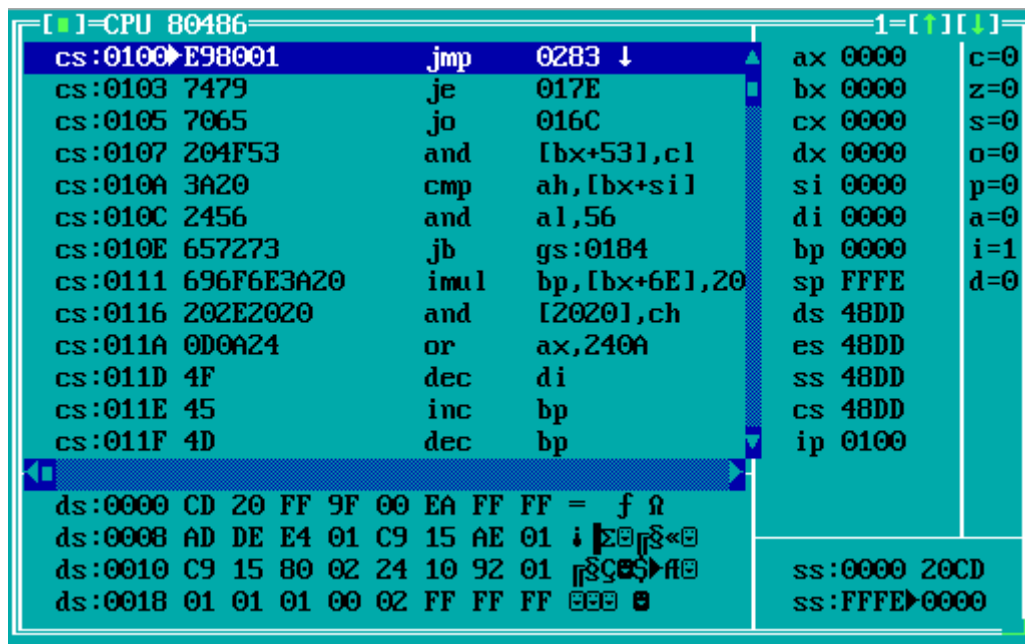 [■]=CPU 80486 1=[↑][↓]
cs:0100►E98001 jmp 0283 ↓ ax 0000 c=0
cs:0103 7479 je 017E bx 0000 z=0
cs:0105 7065 jo 016C cx 0000 s=0
cs:0107 204F53 and [bx+53],cl dx 0000 o=0
cs:010A 3A20 cmp ah,[bx+si] si 0000 p=0
cs:010C 2456 and al,56 di 0000 a=0
cs:010E 657273 jb gs:0184 bp 0000 i=1
cs:0111 696F6E3A20 imul bp,[bx+6E],20 sp FFFE d=0
cs:0116 202E2020 and [2020],ch ds 48DD
cs:011A 0D0A24 or ax,240A es 48DD
cs:011D 4F dec di ss 48DD
cs:011E 45 inc bp cs 48DD
cs:011F 4D dec bp ip 0100
ds:0000 CD 20 FF 9F 00 EA FF FF = ƒ Ω
ds:0008 AD DE E4 01 C9 15 AE 01 ¡▐Σ☺╔§«☺
ds:0010 C9 15 80 02 24 10 92 01 ╔§Ç☻$►Æ☺ ss:0000 20CD
ds:0018 01 01 01 00 02 FF FF FF ☺☺☺ ☻ ss:FFFE►0000